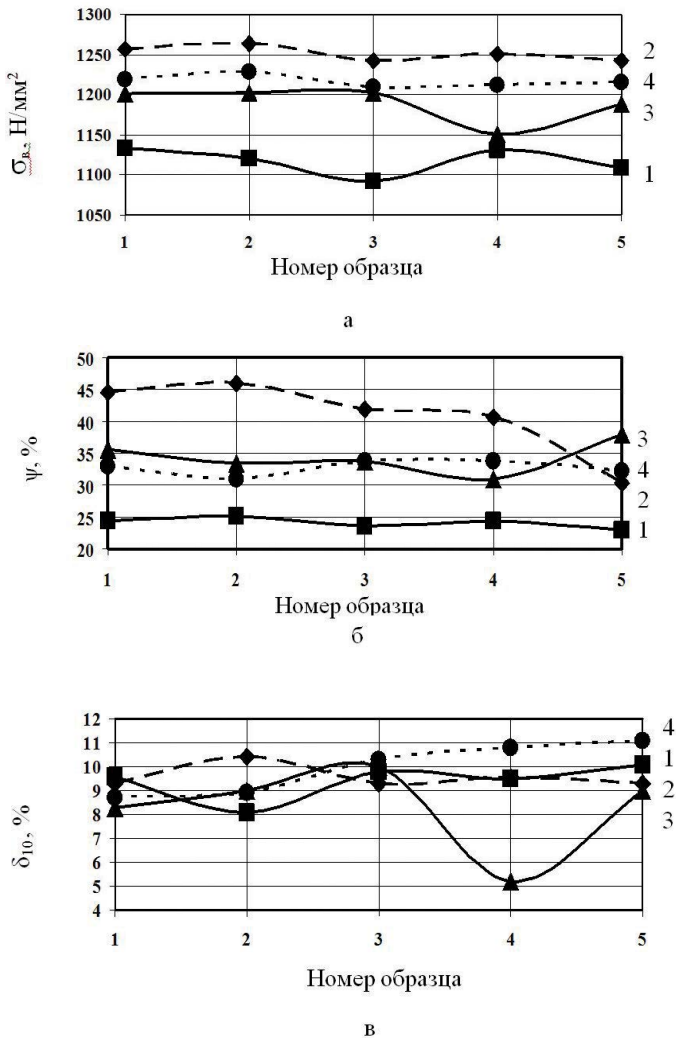 1300
1250
1200
1150
1100
1050
σв., Н/мм²
2
4
3
1
1 2 3 4 5
Номер образца
а
50
45
40
35
30
25
20
ψ, %
3
4
2
1
1 2 3 4 5
Номер образца
б
12
11
10
9
8
7
6
5
4
δ₁₀, %
4
1
2
3
1 2 3 4 5
Номер образца
в